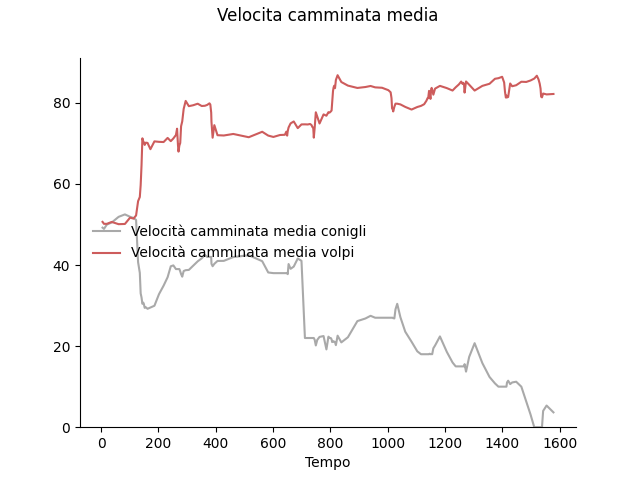 Velocita camminata media
80
60
40
20
0
Velocità camminata media conigli
Velocità camminata media volpi
0 200 400 600 800 1000 1200 1400 1600
Tempo